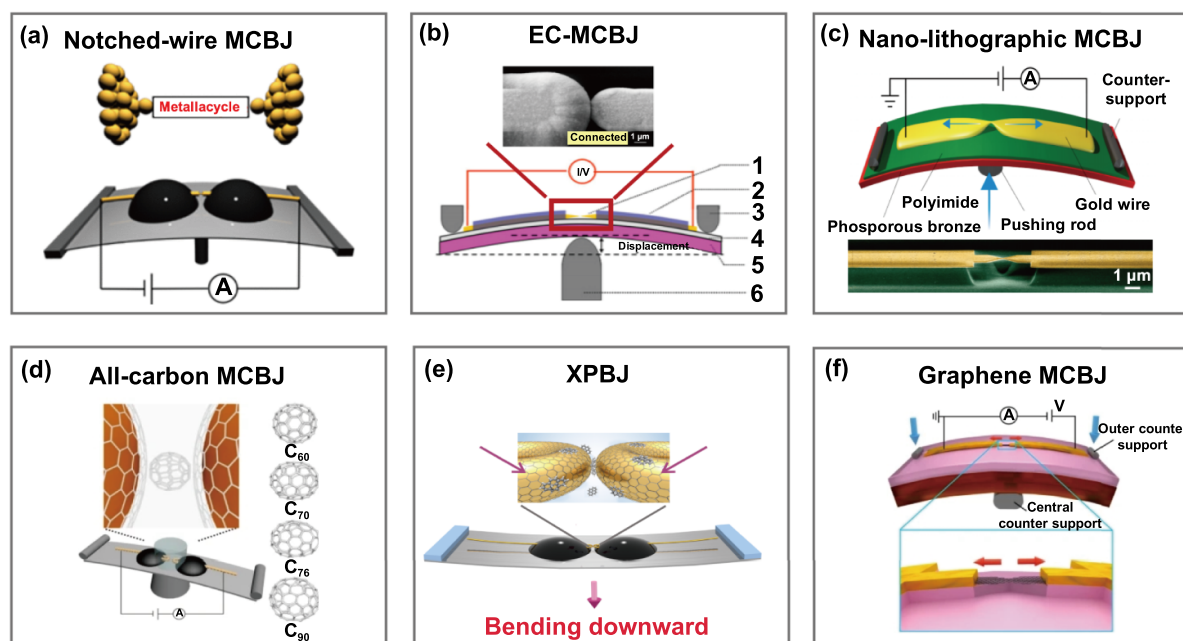 (a)
Notched-wire MCBJ
Metallacycle
A
(b)
EC-MCBJ
Connected
1 μm
I/V
1
2
3
4
Displacement
5
6
(c)
Nano-lithographic MCBJ
A
Counter-
support
Polyimide
Gold wire
Phosporous bronze
Pushing rod
1 μm
(d)
All-carbon MCBJ
C60
C70
C76
C90
A
(e)
XPBJ
Bending downward
(f)
Graphene MCBJ
V
A
Outer counte
support
Central
counter support